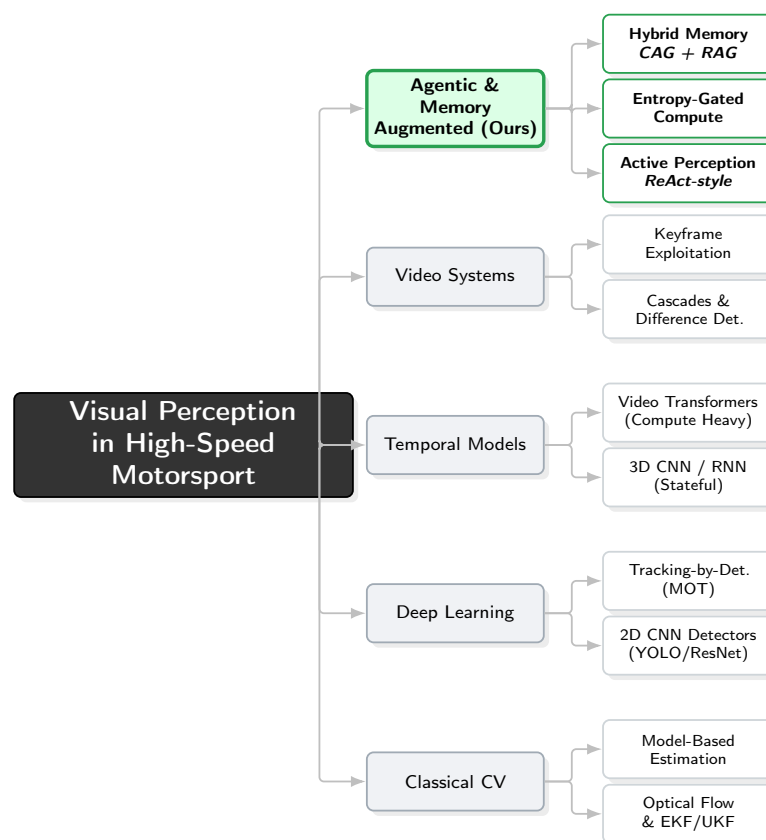 Visual Perception
in High-Speed
Motorsport
Agentic &
Memory
Augmented (Ours)
Hybrid Memory
CAG + RAG
Entropy-Gated
Compute
Active Perception
ReAct-style
Video Systems
Keyframe
Exploitation
Cascades &
Difference Det.
Temporal Models
Video Transformers
(Compute Heavy)
3D CNN / RNN
(Stateful)
Deep Learning
Tracking-by-Det.
(MOT)
2D CNN Detectors
(YOLO/ResNet)
Classical CV
Model-Based
Estimation
Optical Flow
& EKF/UKF